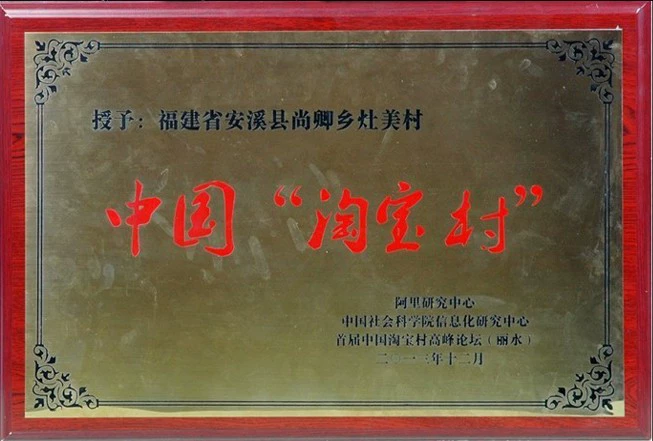 授予：福建省安溪县尚卿乡灶美村
中国“淘宝村”
阿里研究中心
中国社会科学院信息化研究中心
首届中国淘宝村高峰论坛（丽水）
二〇一三年十二月